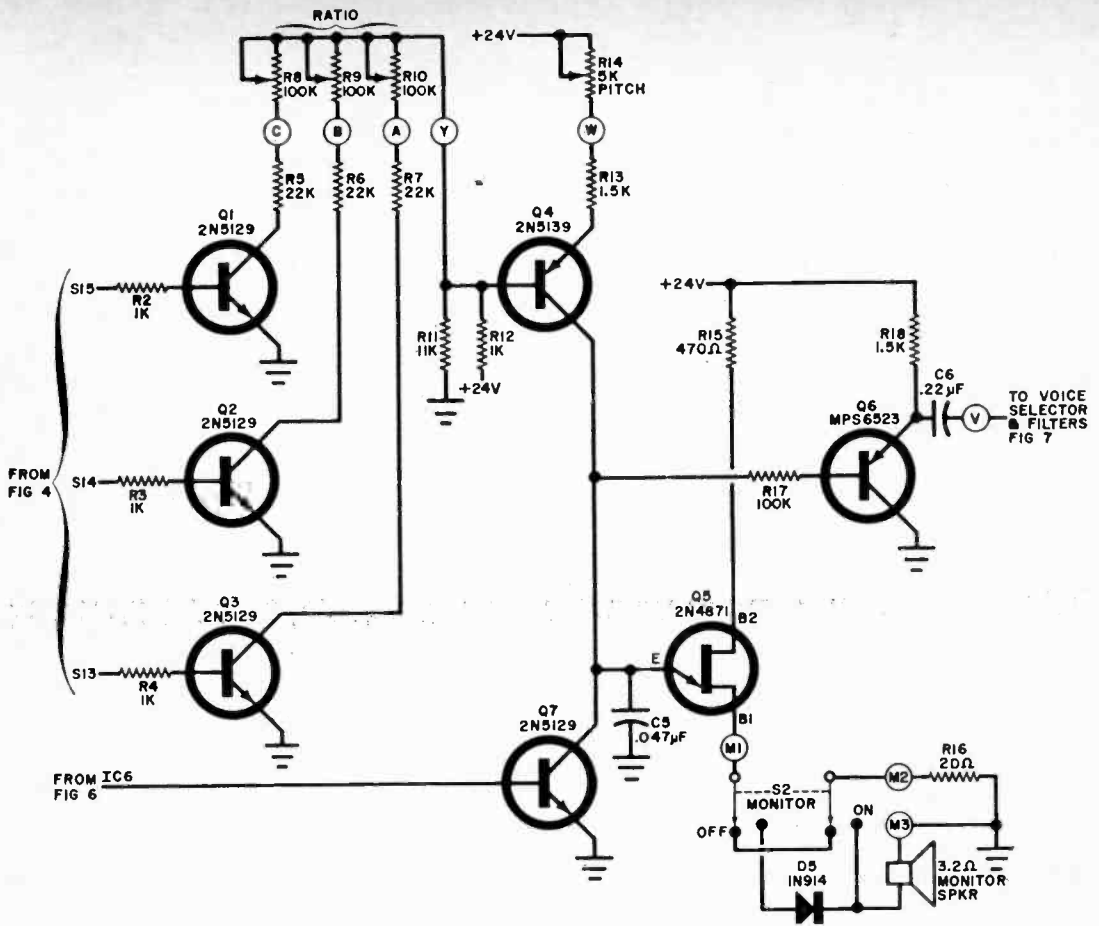 RATIO
+24V
R8
100K
R9
100K
R10
100K
R14
5K
PITCH
C
B
A
Y
W
R5
22K
R6
22K
R7
22K
R13
1.5K
Q1
2N5129
Q4
2N5139
S15
R2
1K
R11
11K
R12
1K
+24V
+24V
R15
470Ω
R18
1.5K
C6
.22µF
V
TO VOICE
SELECTOR
& FILTERS
FIG 7
Q6
MPS6523
Q2
2N5129
FROM
FIG 4
S14
R3
1K
R17
100K
Q3
2N5129
Q5
2N4871
B2
E
B1
S13
R4
1K
C5
.047µF
Q7
2N5129
M1
FROM IC6
FIG 6
S2
MONITOR
M2
R16
20Ω
OFF
ON
M3
D5
1N914
3.2Ω
MONITOR
SPKR